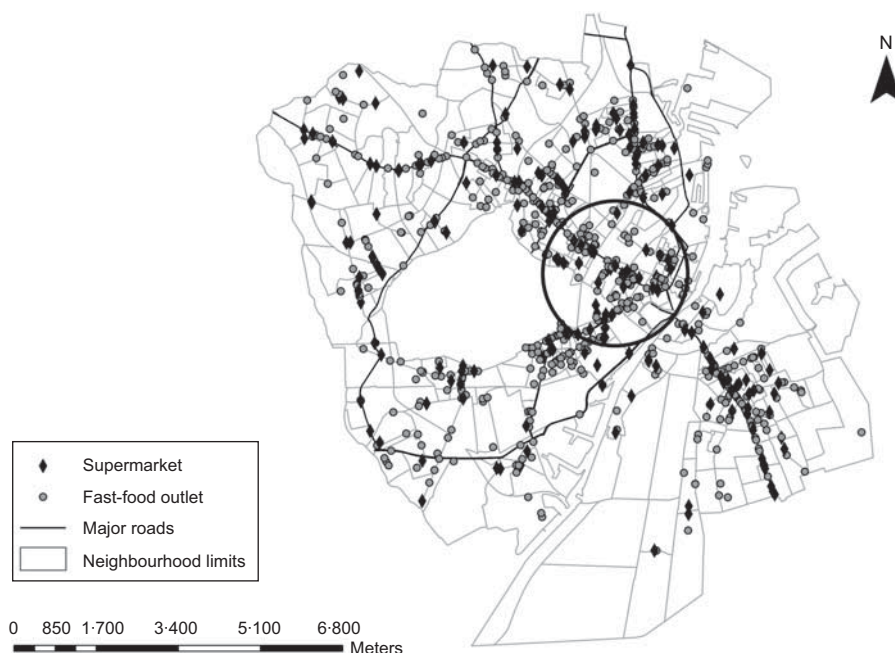 N
Supermarket
Fast-food outlet
Major roads
Neighbourhood limits
0 850 1·700 3·400 5·100 6·800
Meters